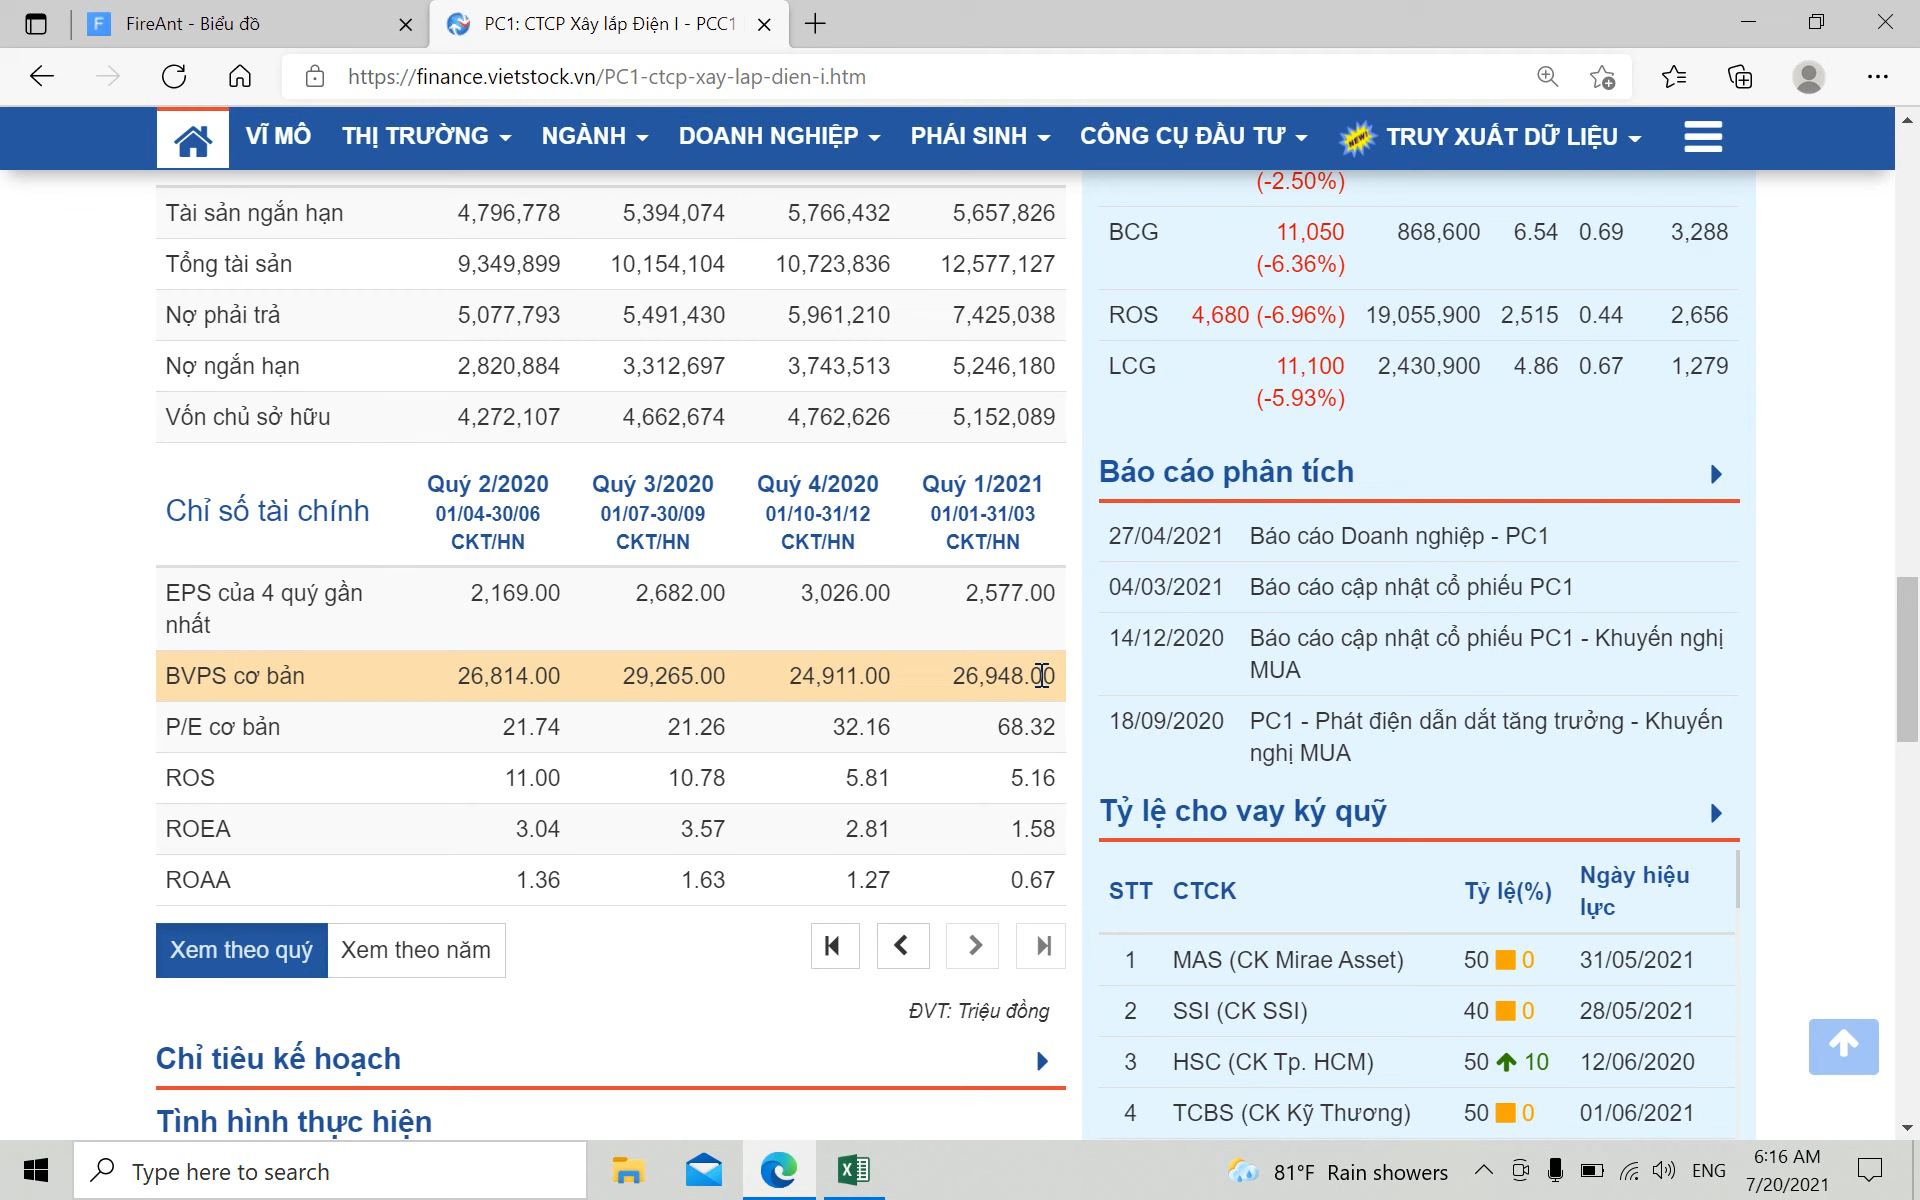 FireAnt - Biểu đồ
PC1: CTCP Xây lắp Điện I - PCC1
https://finance.vietstock.vn/PC1-ctcp-xay-lap-dien-i.htm
VĨ MÔ THỊ TRƯỜNG NGÀNH DOANH NGHIỆP PHÁI SINH CÔNG CỤ ĐẦU TƯ TRUY XUẤT DỮ LIỆU
Tài sản ngắn hạn 4,796,778 5,394,074 5,766,432 5,657,826
Tổng tài sản 9,349,899 10,154,104 10,723,836 12,577,127
Nợ phải trả 5,077,793 5,491,430 5,961,210 7,425,038
Nợ ngắn hạn 2,820,884 3,312,697 3,743,513 5,246,180
Vốn chủ sở hữu 4,272,107 4,662,674 4,762,626 5,152,089
Chỉ số tài chính
Quý 2/2020 Quý 3/2020 Quý 4/2020 Quý 1/2021
01/04-30/06 01/07-30/09 01/10-31/12 01/01-31/03
CKT/HN CKT/HN CKT/HN CKT/HN
EPS của 4 quý gần 2,169.00 2,682.00 3,026.00 2,577.00
nhất
BVPS cơ bản 26,814.00 29,265.00 24,911.00 26,948.00
P/E cơ bản 21.74 21.26 32.16 68.32
ROS 11.00 10.78 5.81 5.16
ROEA 3.04 3.57 2.81 1.58
ROAA 1.36 1.63 1.27 0.67
Xem theo quý Xem theo năm
ĐVT: Triệu đồng
Chỉ tiêu kế hoạch
Tình hình thực hiện
(-2.50%)
BCG 11,050 868,600 6.54 0.69 3,288
(-6.36%)
ROS 4,680 (-6.96%) 19,055,900 2,515 0.44 2,656
LCG 11,100 2,430,900 4.86 0.67 1,279
(-5.93%)
Báo cáo phân tích
27/04/2021 Báo cáo Doanh nghiệp - PC1
04/03/2021 Báo cáo cập nhật cổ phiếu PC1
14/12/2020 Báo cáo cập nhật cổ phiếu PC1 - Khuyến nghị
MUA
18/09/2020 PC1 - Phát điện dẫn dắt tăng trưởng - Khuyến
nghị MUA
Tỷ lệ cho vay ký quỹ
STT CTCK Tỷ lệ(%) Ngày hiệu
lực
1 MAS (CK Mirae Asset) 50 0 31/05/2021
2 SSI (CK SSI) 40 0 28/05/2021
3 HSC (CK Tp. HCM) 50 10 12/06/2020
4 TCBS (CK Kỹ Thương) 50 0 01/06/2021
Type here to search
81°F Rain showers
ENG
6:16 AM
7/20/2021